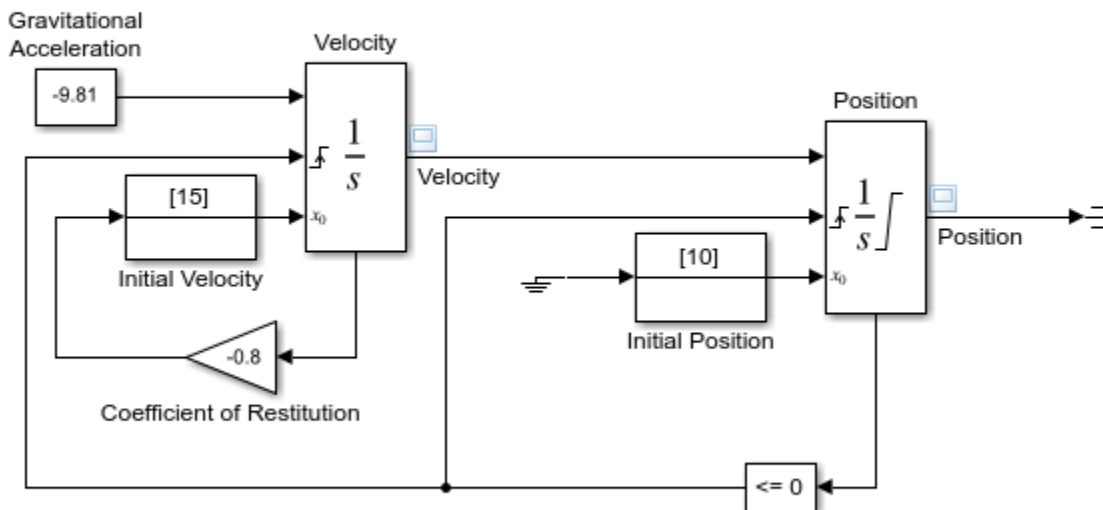 Gravitational
Acceleration
-9.81
Velocity
1
s
x₀
Velocity
[15]
Initial Velocity
-0.8
Coefficient of Restitution
Position
1
s
x₀
Position
[10]
Initial Position
<= 0